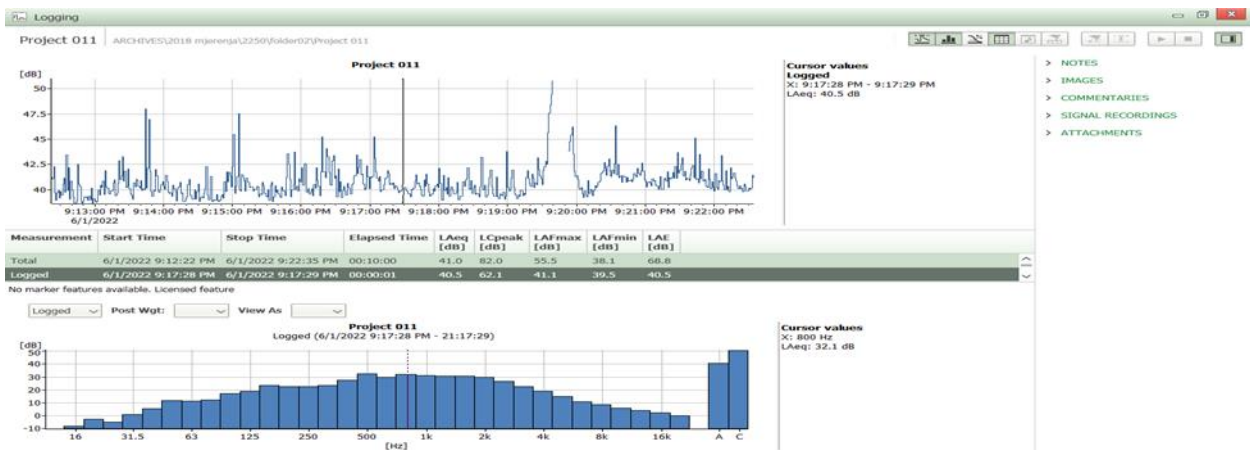 Logging
Project 011 ARCHIVES\2018 mjerenja\2250\folder02\Project 011
Project 011
[dB]
50
47.5
45
42.5
40
9:13:00 PM 9:14:00 PM 9:15:00 PM 9:16:00 PM 9:17:00 PM 9:18:00 PM 9:19:00 PM 9:20:00 PM 9:21:00 PM 9:22:00 PM
6/1/2022
Cursor values
Logged
X: 9:17:28 PM - 9:17:29 PM
LAeq: 40.5 dB
> NOTES
> IMAGES
> COMMENTARIES
> SIGNAL RECORDINGS
> ATTACHMENTS
Measurement Start Time Stop Time Elapsed Time LAeq [dB] LCpeak [dB] LAFmax [dB] LAFmin [dB] LAE [dB]
Total 6/1/2022 9:12:22 PM 6/1/2022 9:22:35 PM 00:10:00 41.0 82.0 55.5 38.1 68.8
Logged 6/1/2022 9:17:28 PM 6/1/2022 9:17:29 PM 00:00:01 40.5 62.1 41.1 39.5 40.5
No marker features available. Licensed feature
Logged Post Wgt: View As
Project 011
Logged (6/1/2022 9:17:28 PM - 21:17:29)
[dB]
50
40
30
20
10
0
-10
16 31.5 63 125 250 500 1k 2k 4k 8k 16k A C
[Hz]
Cursor values
X: 800 Hz
LAeq: 32.1 dB